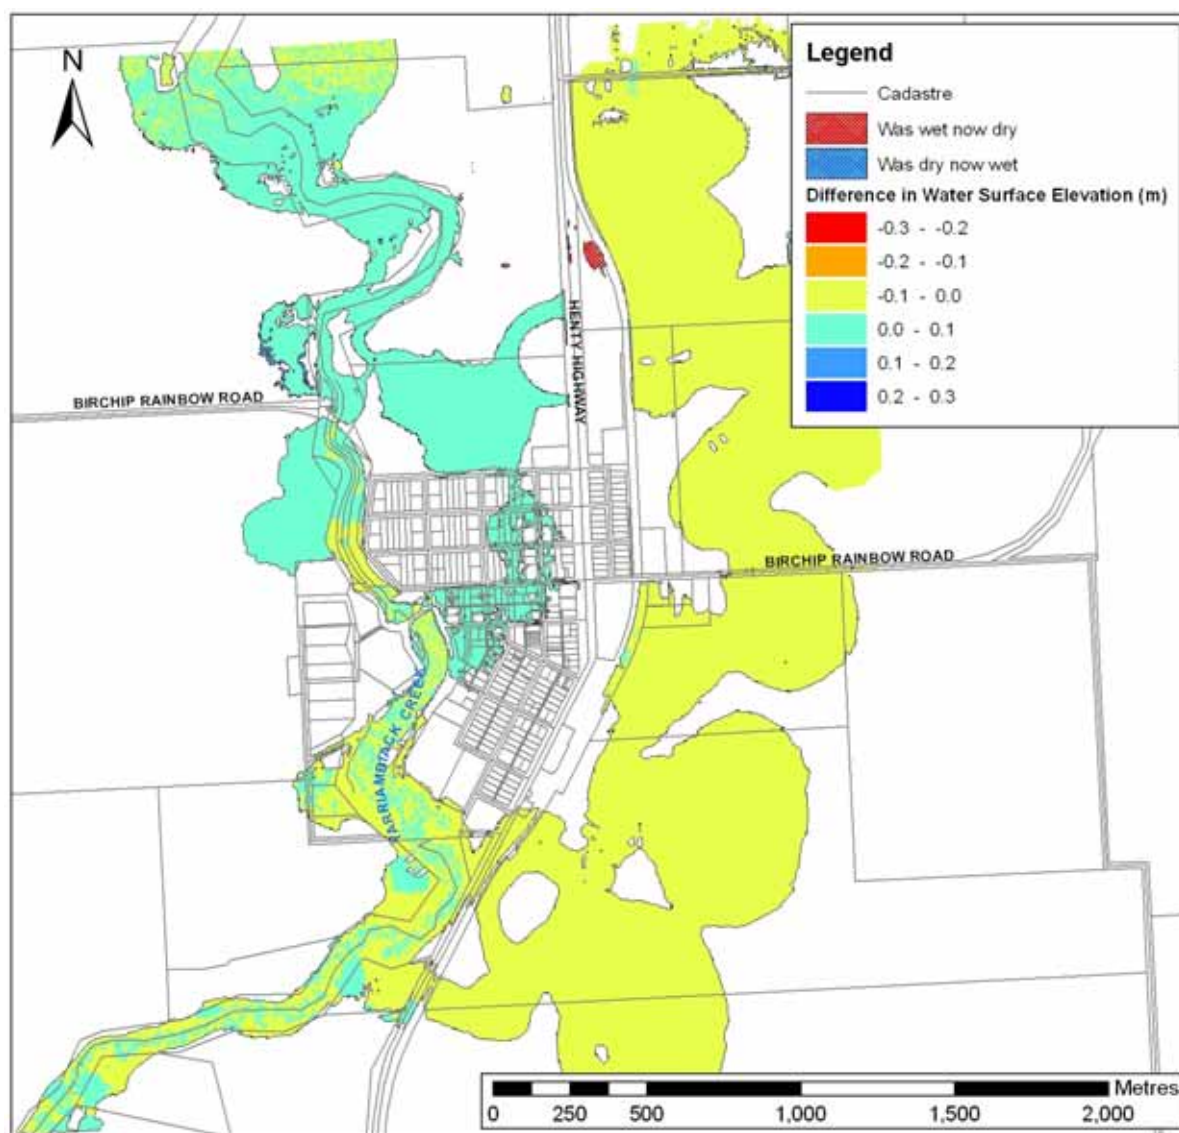 N
Legend
Cadastre
Was wet now dry
Was dry now wet
Difference in Water Surface Elevation (m)
-0.3 - -0.2
-0.2 - -0.1
-0.1 - 0.0
0.0 - 0.1
0.1 - 0.2
0.2 - 0.3
HENTY HIGHWAY
BIRCHIP RAINBOW ROAD
BIRCHIP RAINBOW ROAD
YARRIAMBIACK CREEK
Metres
0 250 500 1,000 1,500 2,000